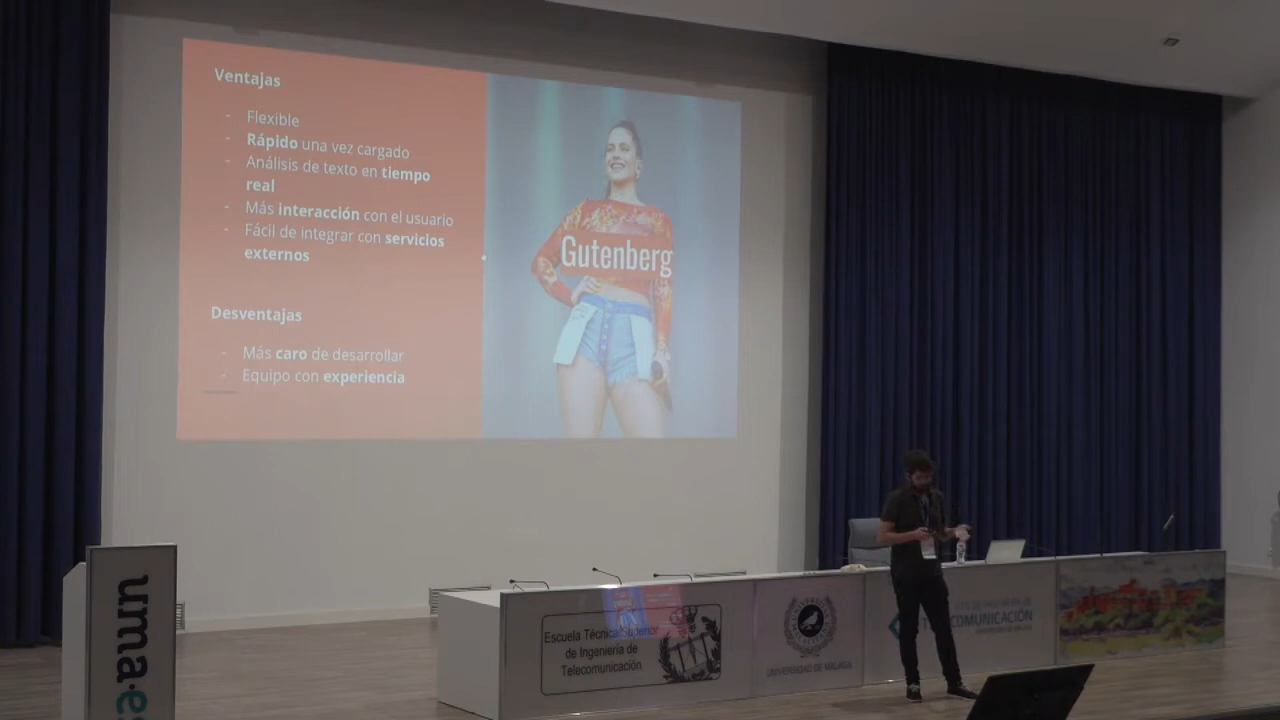 Ventajas
- Flexible
- Rápido una vez cargado
- Análisis de texto en tiempo
real
- Más interacción con el usuario
- Fácil de integrar con servicios
externos
Desventajas
- Más caro de desarrollar
- Equipo con experiencia
Gutenberg
uma.es
Escuela Técnica Superior
de Ingeniería de
Telecomunicación
UNIVERSIDAD DE MÁLAGA
COMUNICACIÓN